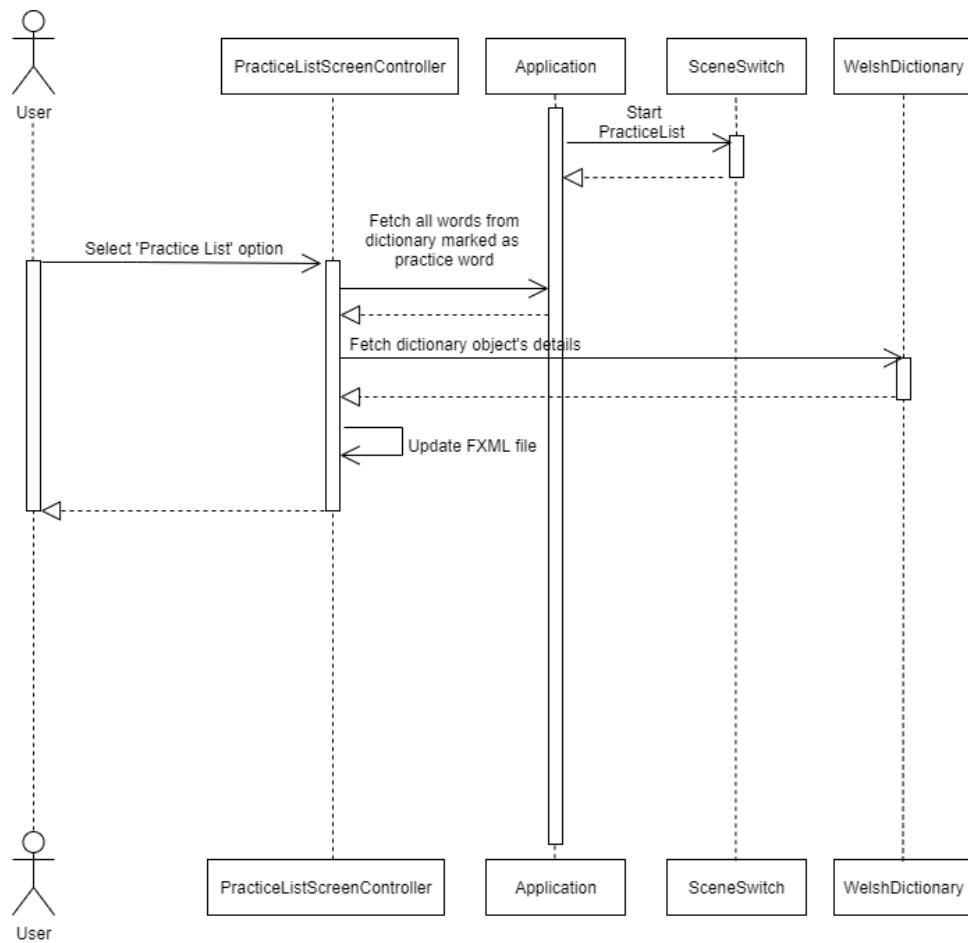 User
PracticeListScreenController
Application
SceneSwitch
WelshDictionary
Start
PracticeList
Fetch all words from
dictionary marked as
practice word
Select 'Practice List' option
Fetch dictionary object's details
Update FXML file
User
PracticeListScreenController
Application
SceneSwitch
WelshDictionary